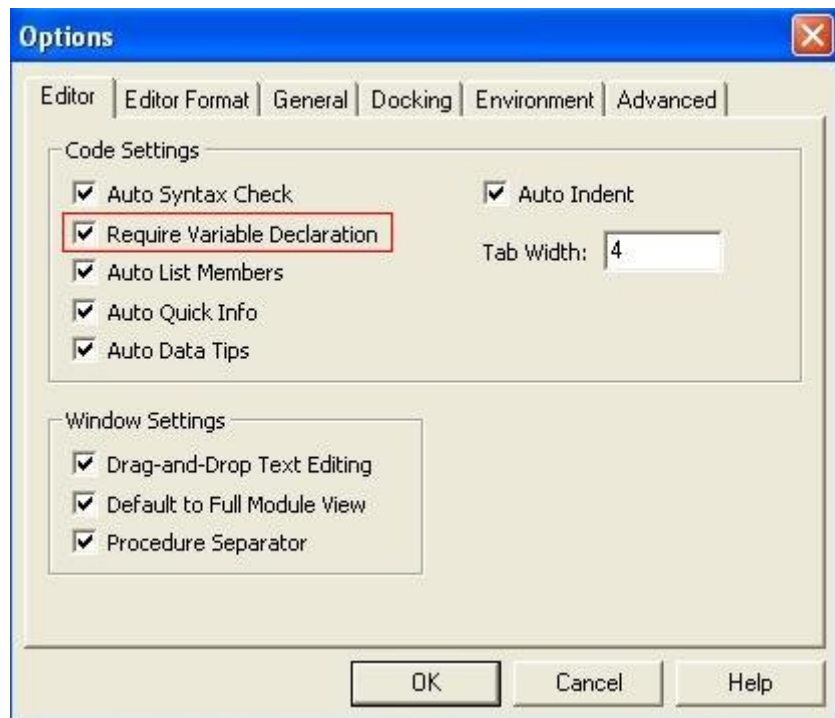 Options
Editor Editor Format General Docking Environment Advanced
Code Settings
Auto Syntax Check
Auto Indent
Require Variable Declaration
Tab Width: 4
Auto List Members
Auto Quick Info
Auto Data Tips
Window Settings
Drag-and-Drop Text Editing
Default to Full Module View
Procedure Separator
OK Cancel Help